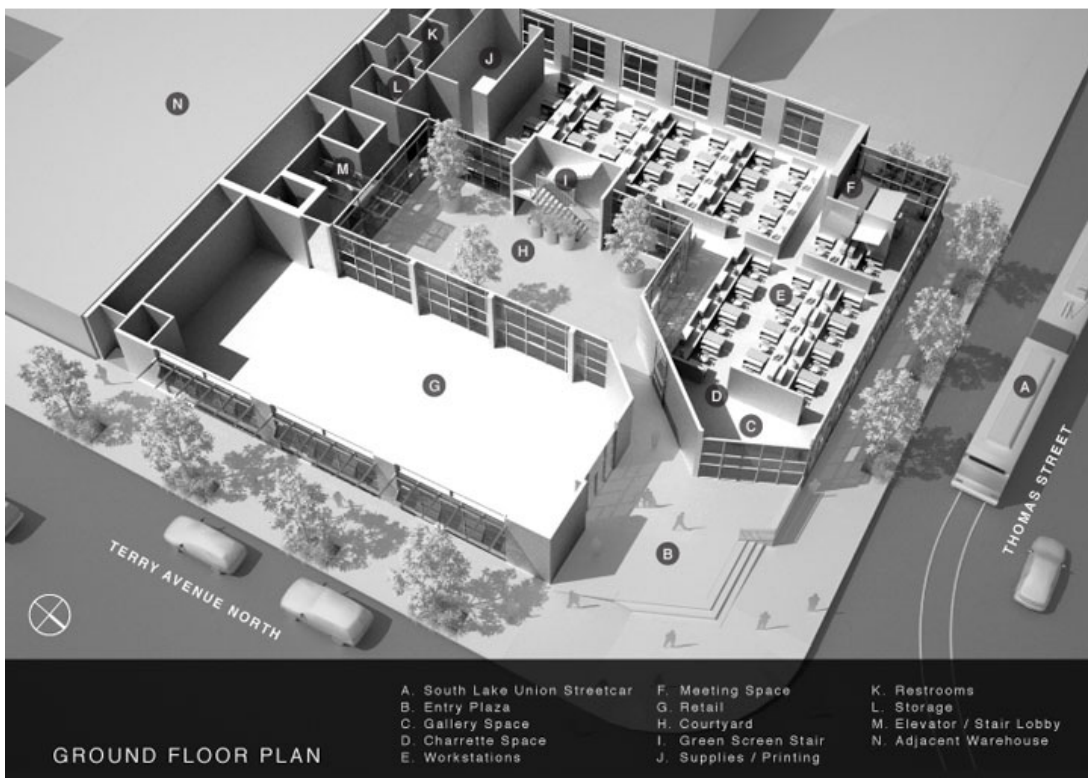 K
J
N
L
M
I
F
H
E
A
G
D
C
B
TERRY AVENUE NORTH
THOMAS STREET
GROUND FLOOR PLAN
A. South Lake Union Streetcar
B. Entry Plaza
C. Gallery Space
D. Charrette Space
E. Workstations
F. Meeting Space
G. Retail
H. Courtyard
I. Green Screen Stair
J. Supplies / Printing
K. Restrooms
L. Storage
M. Elevator / Stair Lobby
N. Adjacent Warehouse